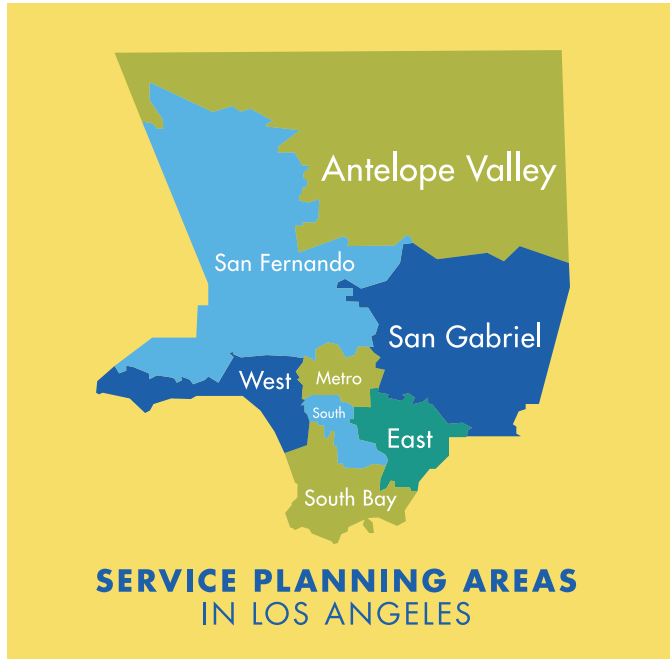 Antelope Valley
San Fernando
San Gabriel
West
Metro
South
East
South Bay
SERVICE PLANNING AREAS
IN LOS ANGELES